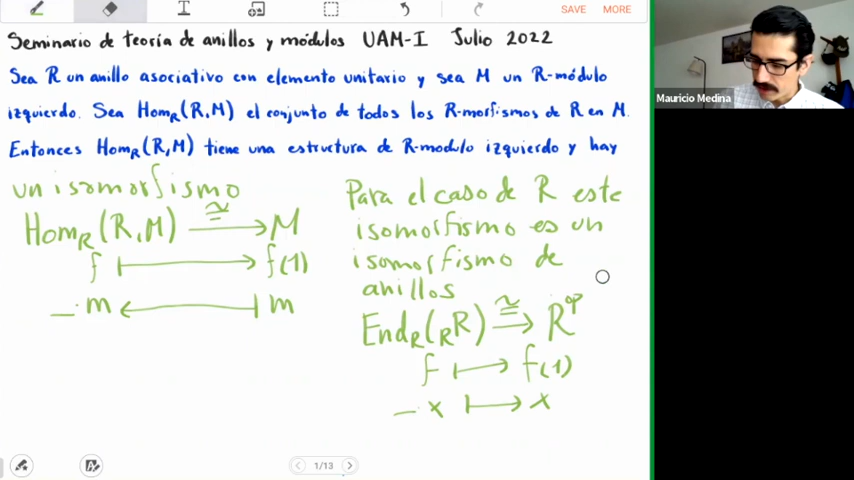 SAVE MORE
Seminario de teoría de anillos y módulos UAM-I Julio 2022
Sea R un anillo asociativo con elemento unitario y sea M un R-módulo
izquierdo. Sea Hom_R(R,M) el conjunto de todos los R-morfismos de R en M.
Entonces Hom_R(R,M) tiene una estructura de R-modulo izquierdo y hay
un isomorfismo
Hom_R(R,M) ≅→ M
f ↦ f(1)
_·m ↤ m
Para el caso de R este
isomorfismo es un
isomorfismo de
anillos
End_R(_R R) ≅→ R^op
f ↦ f(1)
_·x ↦ x
1/13
Mauricio Medina